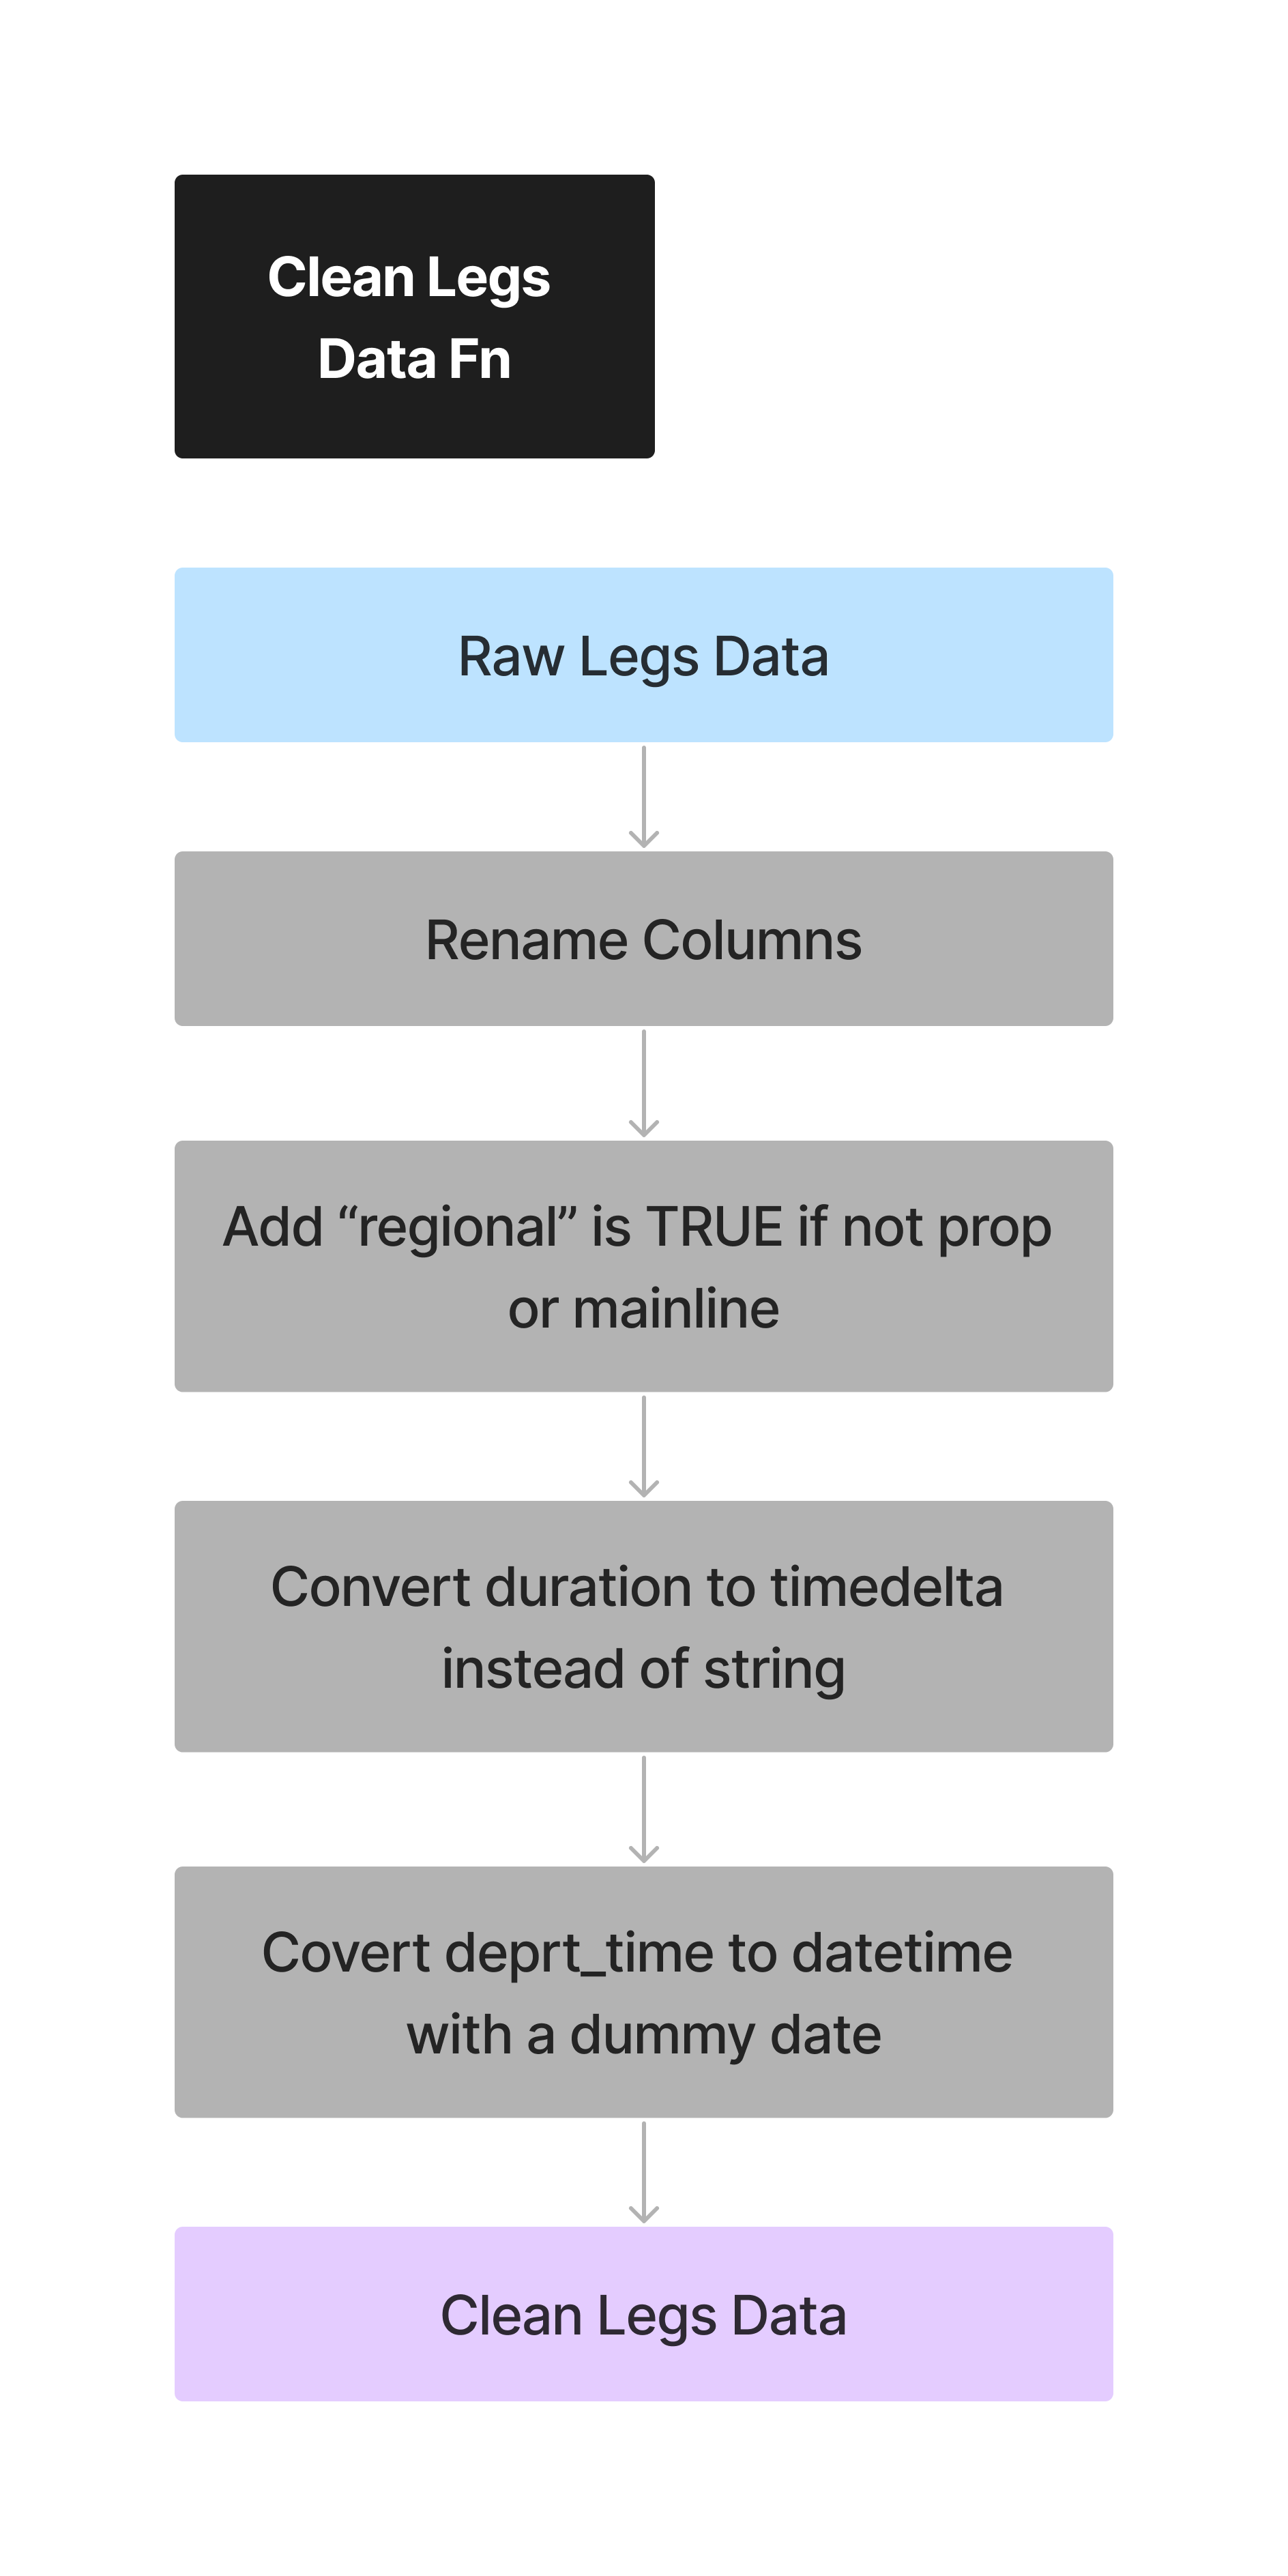 Clean Legs
Data Fn
Raw Legs Data
Rename Columns
Add “regional” is TRUE if not prop
or mainline
Convert duration to timedelta
instead of string
Covert deprt_time to datetime
with a dummy date
Clean Legs Data